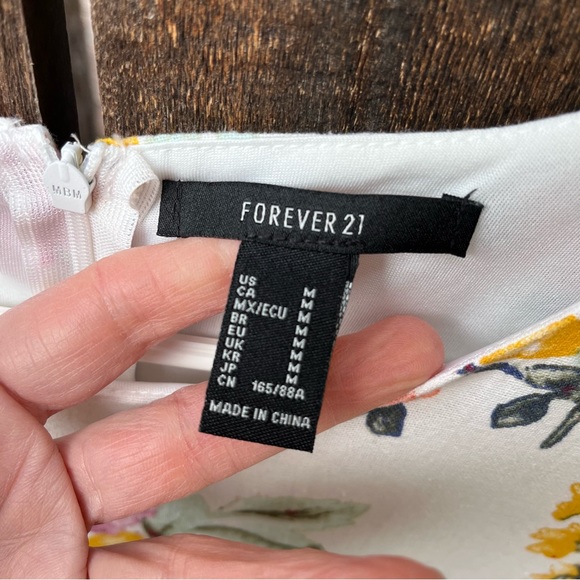 MBM
FOREVER 21
US M
CA M
MX/ECU M
BR M
EU M
UK M
KR M
JP M
CN 165/88A
MADE IN CHINA